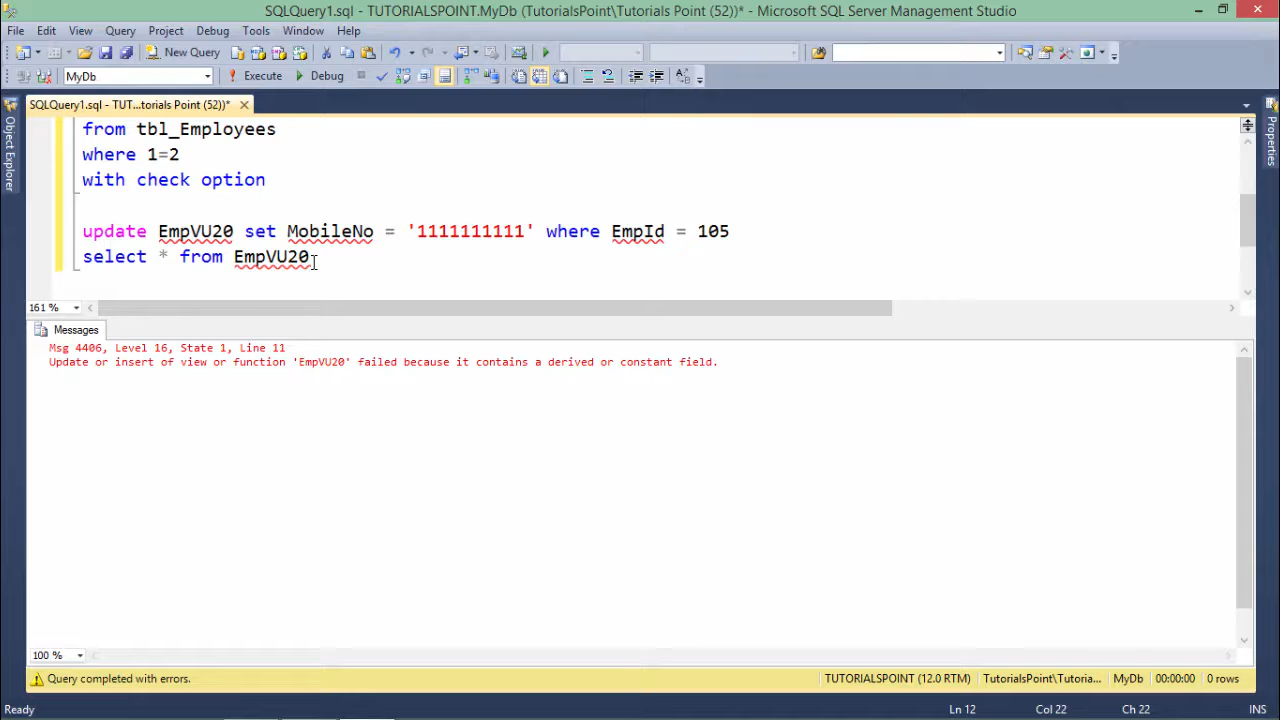 SQLQuery1.sql - TUTORIALSPOINT.MyDb (TutorialsPoint\Tutorials Point (52))* - Microsoft SQL Server Management Studio
File Edit View Query Project Debug Tools Window Help
New Query
MyDb Execute Debug
SQLQuery1.sql - TUT...torials Point (52))*
Object Explorer
Properties
from tbl_Employees
where 1=2
with check option
update EmpVU20 set MobileNo = '1111111111' where EmpId = 105
select * from EmpVU20
161 %
Messages
Msg 4406, Level 16, State 1, Line 11
Update or insert of view or function 'EmpVU20' failed because it contains a derived or constant field.
100 %
Query completed with errors. TUTORIALSPOINT (12.0 RTM) TutorialsPoint\Tutoria... MyDb 00:00:00 0 rows
Ready Ln 12 Col 22 Ch 22 INS